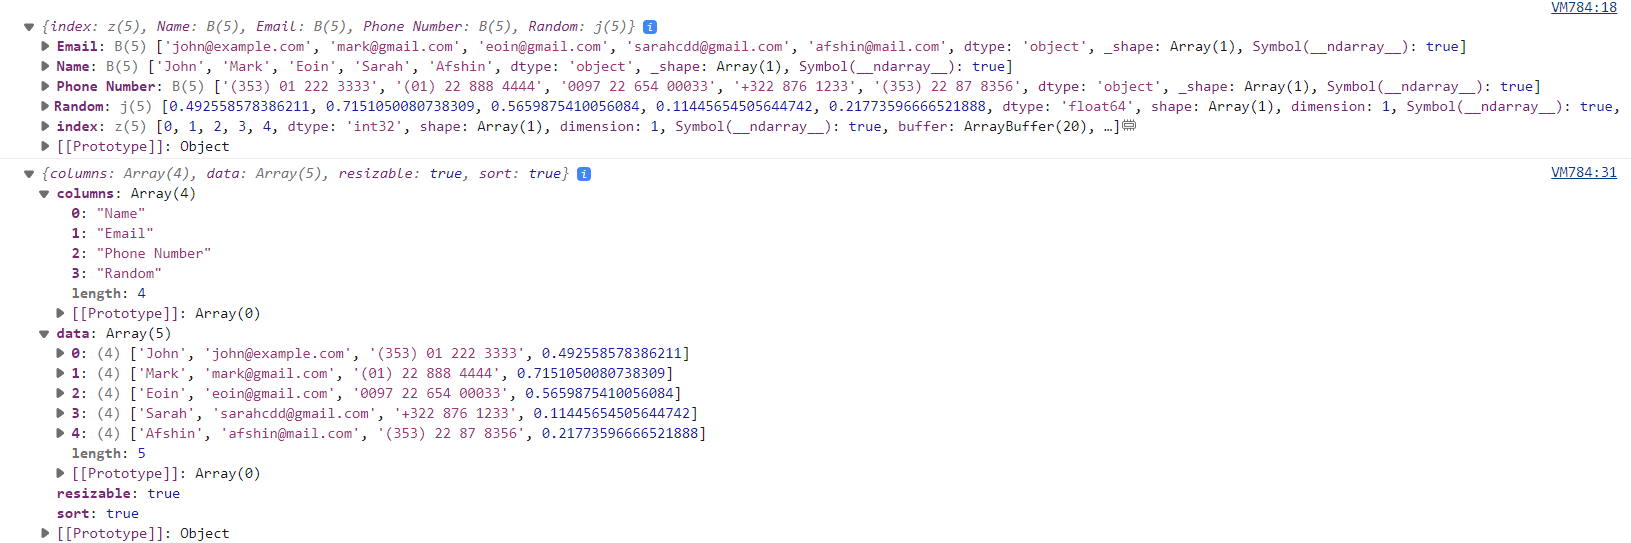 VM784:18
{index: z(5), Name: B(5), Email: B(5), Phone Number: B(5), Random: j(5)} i
Email: B(5) ['john@example.com', 'mark@gmail.com', 'eoin@gmail.com', 'sarahcdd@gmail.com', 'afshin@mail.com', dtype: 'object', _shape: Array(1), Symbol(__ndarray__): true]
Name: B(5) ['John', 'Mark', 'Eoin', 'Sarah', 'Afshin', dtype: 'object', _shape: Array(1), Symbol(__ndarray__): true]
Phone Number: B(5) ['(353) 01 222 3333', '(01) 22 888 4444', '0097 22 654 00033', '+322 876 1233', '(353) 22 87 8356', dtype: 'object', _shape: Array(1), Symbol(__ndarray__): true]
Random: j(5) [0.492558578386211, 0.7151050080738309, 0.5659875410056084, 0.11445654505644742, 0.21773596666521888, dtype: 'float64', shape: Array(1), dimension: 1, Symbol(__ndarray__): true,
index: z(5) [0, 1, 2, 3, 4, dtype: 'int32', shape: Array(1), dimension: 1, Symbol(__ndarray__): true, buffer: ArrayBuffer(20), …]
[[Prototype]]: Object
{columns: Array(4), data: Array(5), resizable: true, sort: true} i VM784:31
columns: Array(4)
0: "Name"
1: "Email"
2: "Phone Number"
3: "Random"
length: 4
[[Prototype]]: Array(0)
data: Array(5)
0: (4) ['John', 'john@example.com', '(353) 01 222 3333', 0.492558578386211]
1: (4) ['Mark', 'mark@gmail.com', '(01) 22 888 4444', 0.7151050080738309]
2: (4) ['Eoin', 'eoin@gmail.com', '0097 22 654 00033', 0.5659875410056084]
3: (4) ['Sarah', 'sarahcdd@gmail.com', '+322 876 1233', 0.11445654505644742]
4: (4) ['Afshin', 'afshin@mail.com', '(353) 22 87 8356', 0.21773596666521888]
length: 5
[[Prototype]]: Array(0)
resizable: true
sort: true
[[Prototype]]: Object